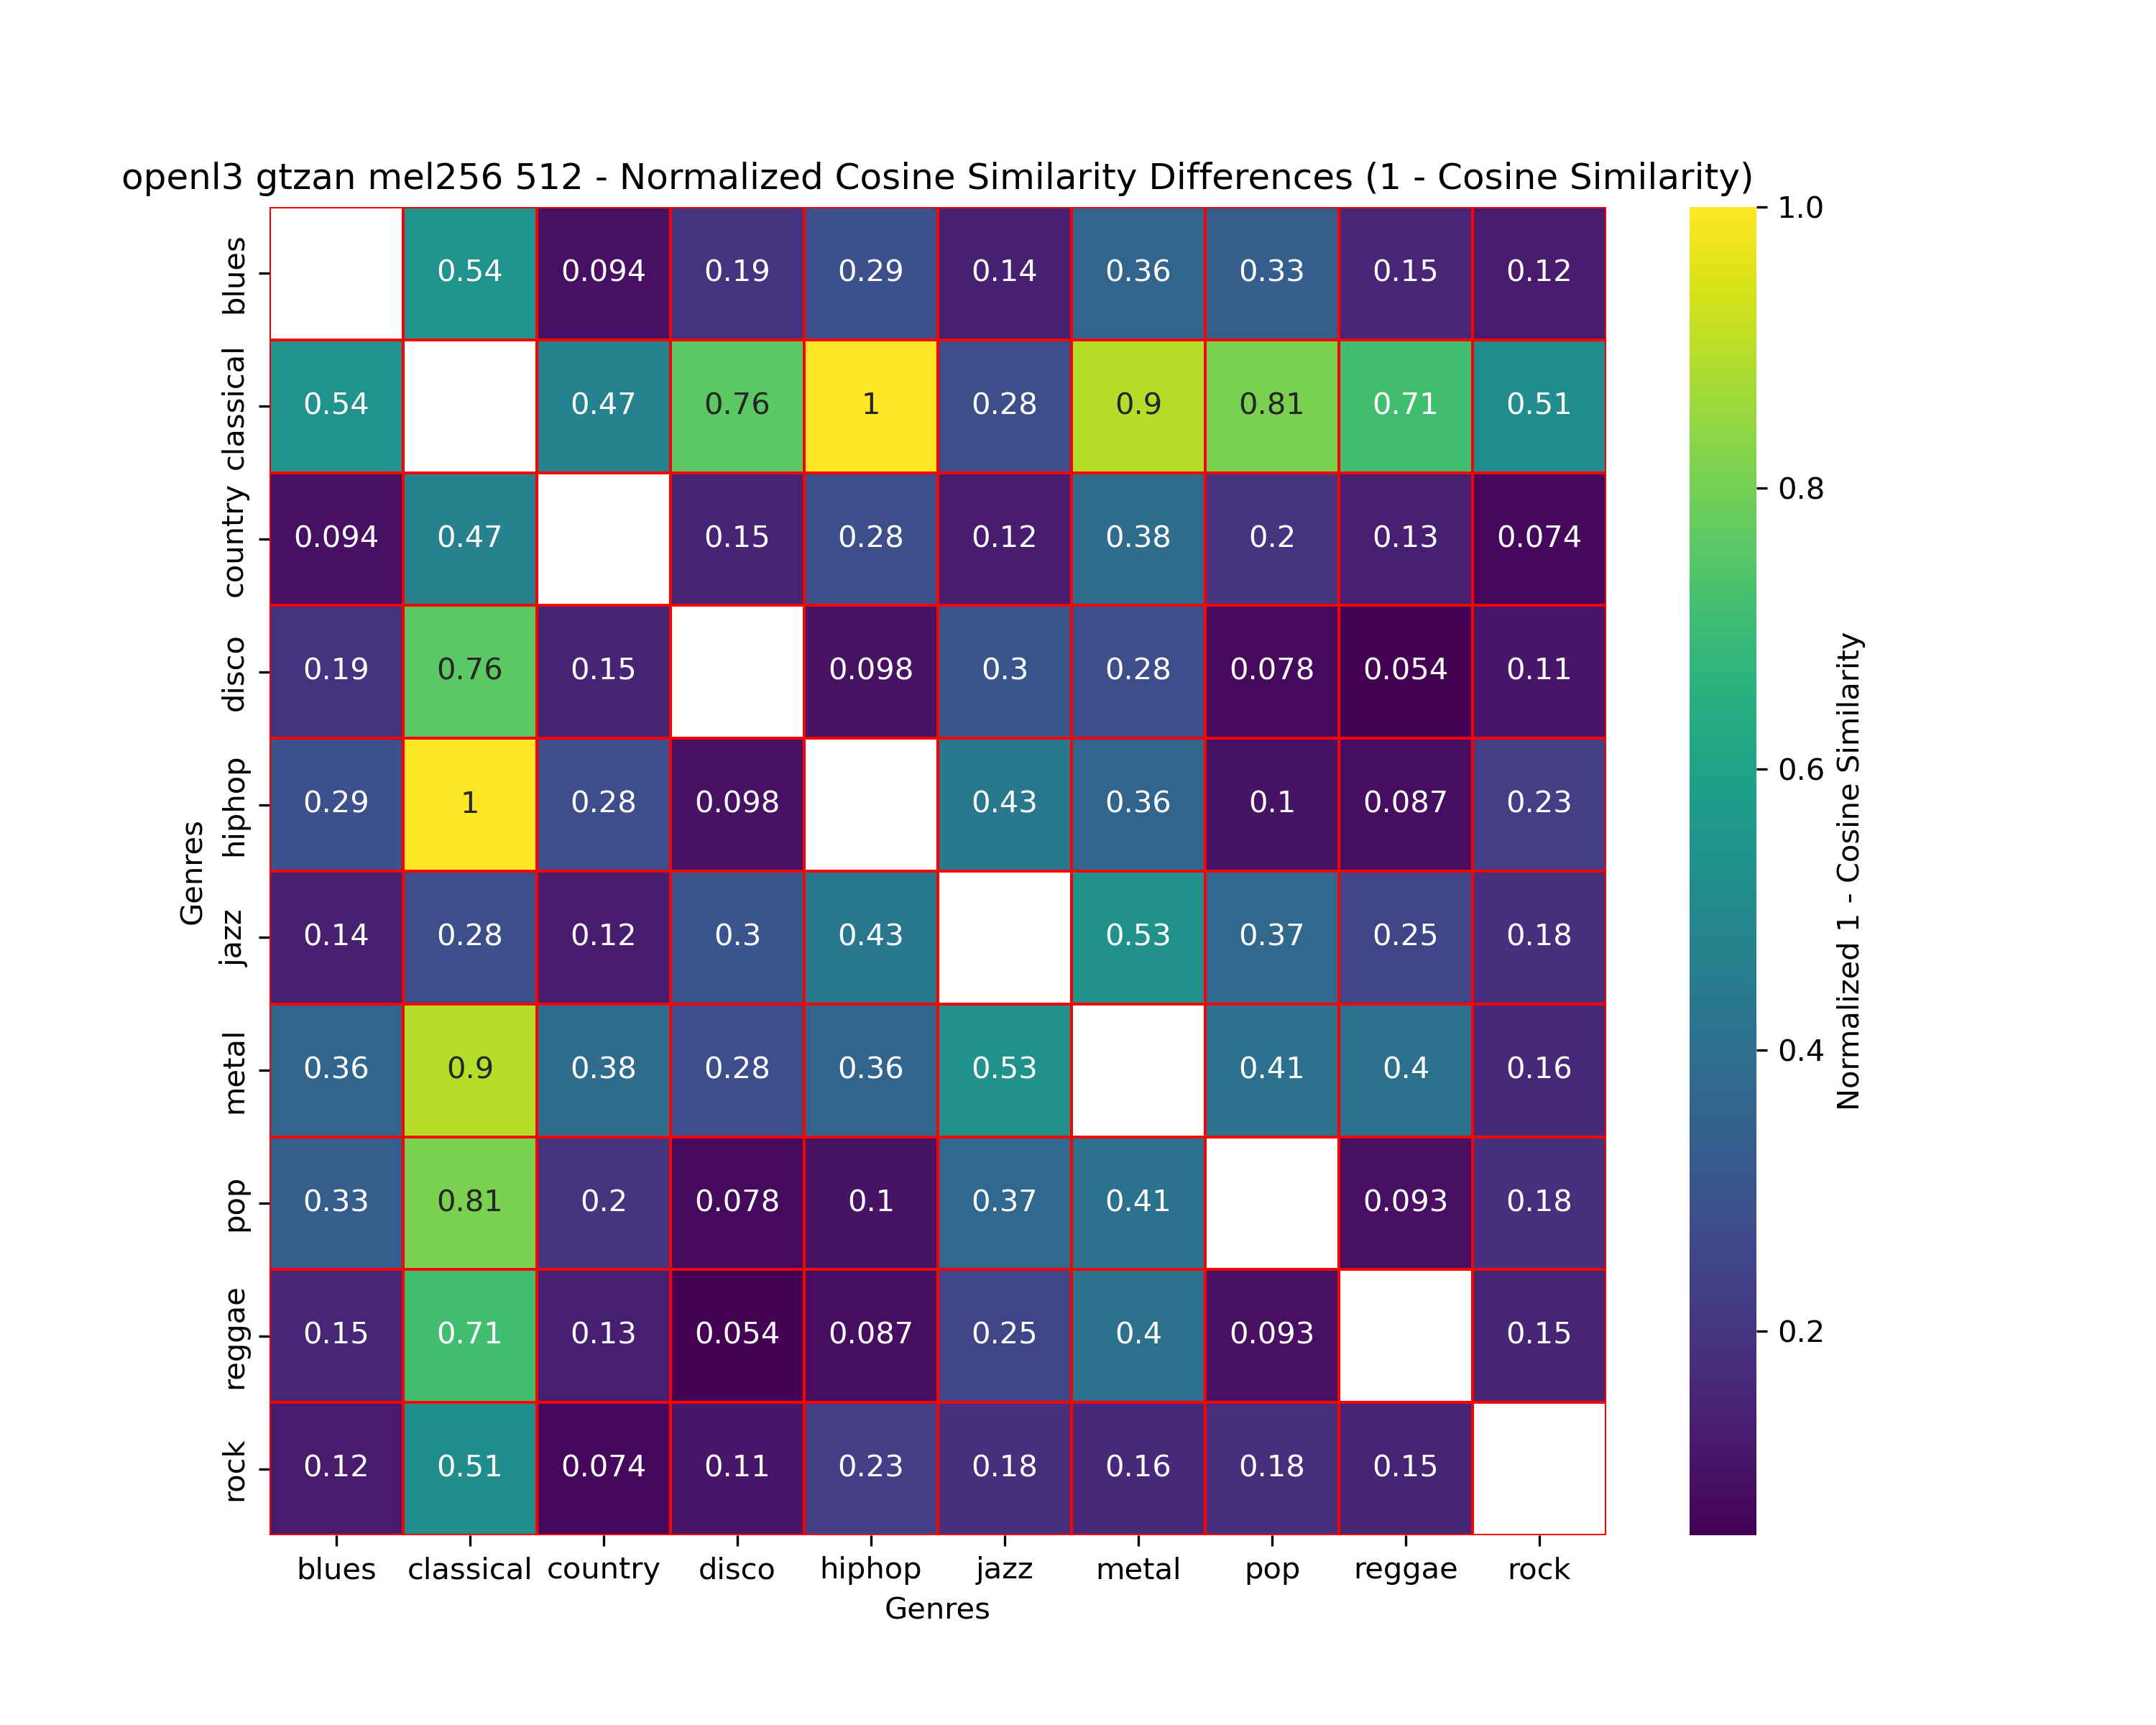 openl3 gtzan mel256 512 - Normalized Cosine Similarity Differences (1 - Cosine Similarity)
blues 0.54 0.094 0.19 0.29 0.14 0.36 0.33 0.15 0.12
classical 0.54 0.47 0.76 1 0.28 0.9 0.81 0.71 0.51
country 0.094 0.47 0.15 0.28 0.12 0.38 0.2 0.13 0.074
disco 0.19 0.76 0.15 0.098 0.3 0.28 0.078 0.054 0.11
hiphop 0.29 1 0.28 0.098 0.43 0.36 0.1 0.087 0.23
jazz 0.14 0.28 0.12 0.3 0.43 0.53 0.37 0.25 0.18
metal 0.36 0.9 0.38 0.28 0.36 0.53 0.41 0.4 0.16
pop 0.33 0.81 0.2 0.078 0.1 0.37 0.41 0.093 0.18
reggae 0.15 0.71 0.13 0.054 0.087 0.25 0.4 0.093 0.15
rock 0.12 0.51 0.074 0.11 0.23 0.18 0.16 0.18 0.15
blues classical country disco hiphop jazz metal pop reggae rock
Genres
Genres
1.0
0.8
0.6
0.4
0.2
Normalized 1 - Cosine Similarity